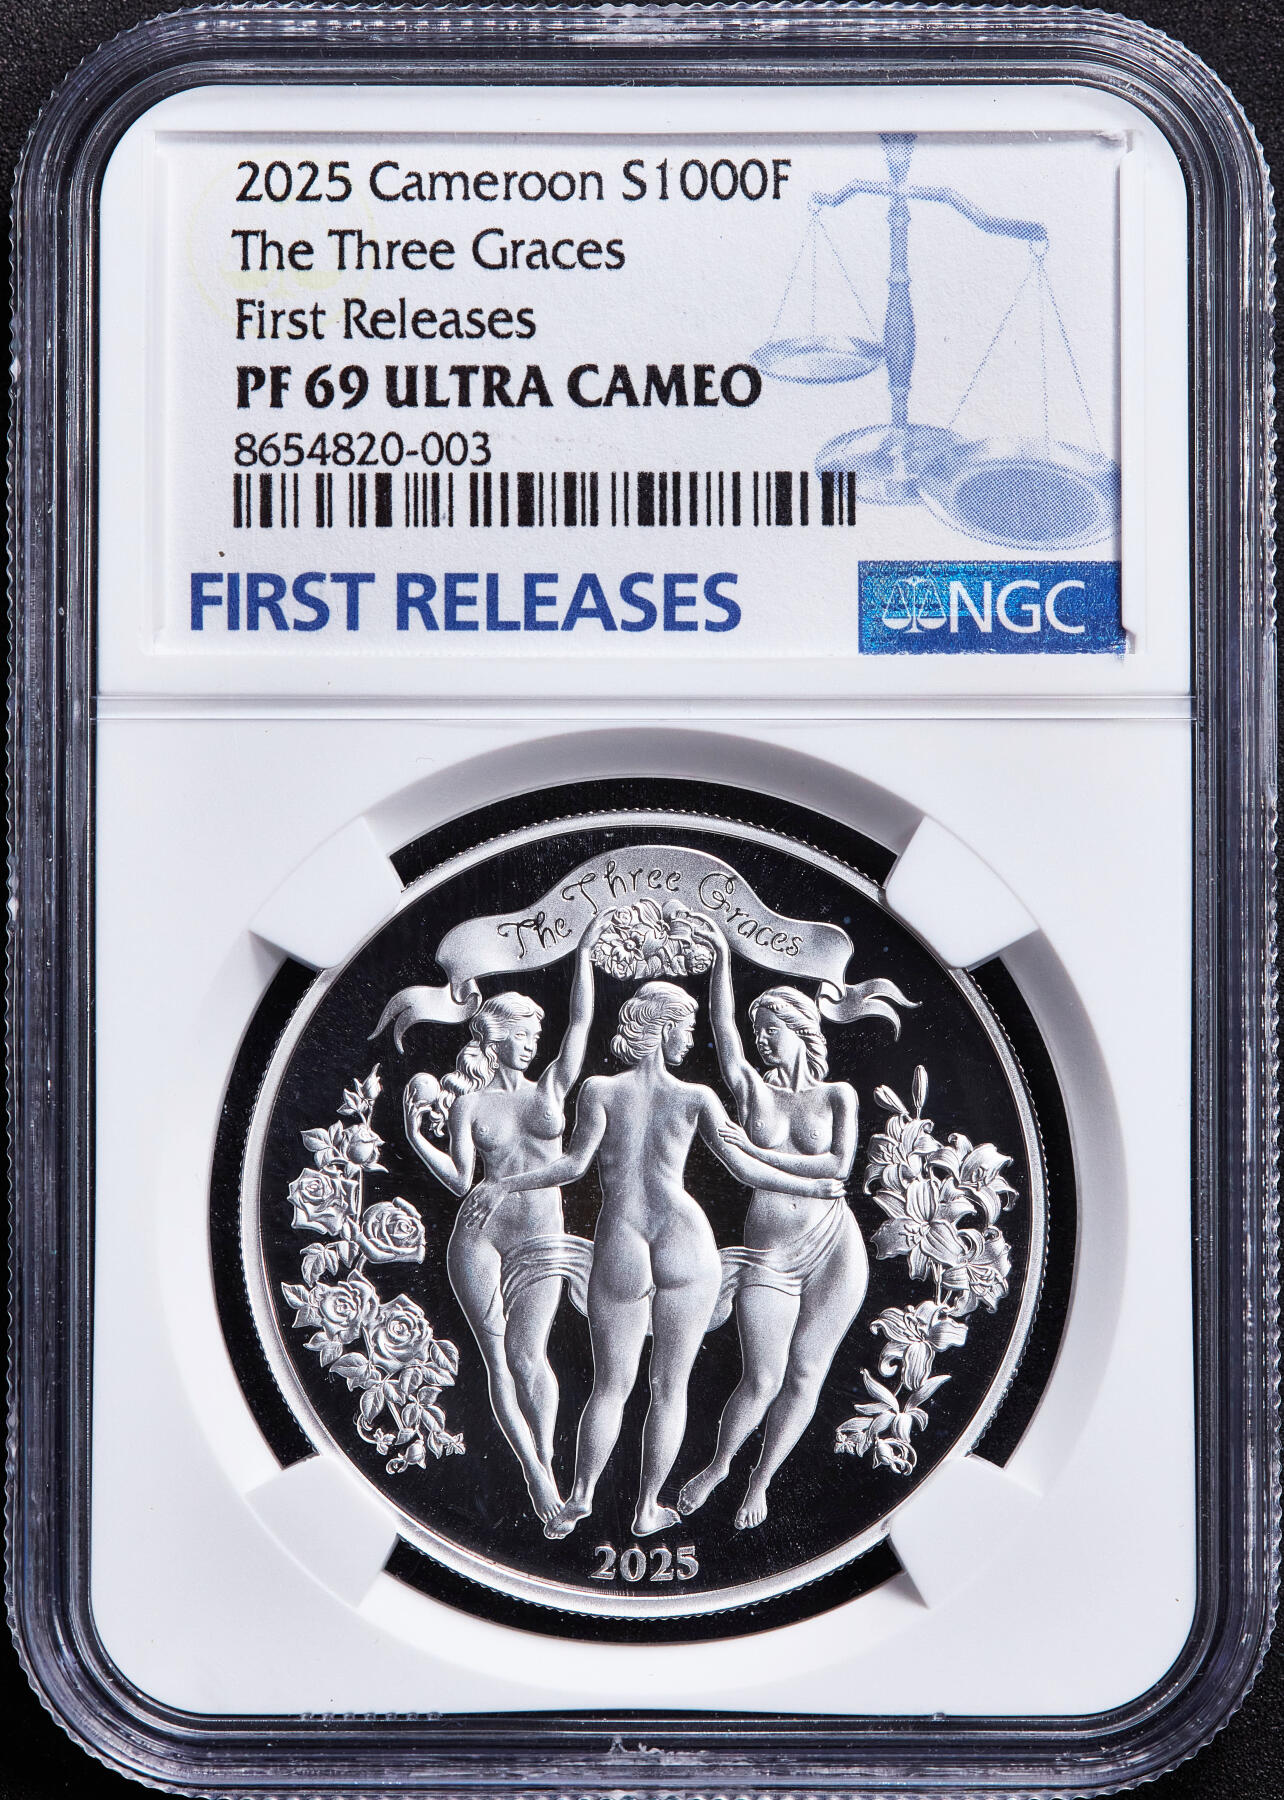 2025 Cameroon S1000F
The Three Graces
First Releases
PF 69 ULTRA CAMEO
8654820-003
FIRST RELEASES
NGC
The Three Graces
2025